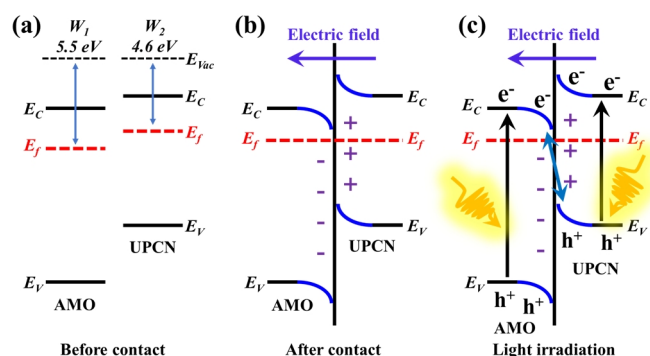 (a)
W1
5.5 eV
W2
4.6 eV
EVac
EC
EC
Ef
Ef
EV
UPCN
EV
AMO
Before contact
(b)
Electric field
EC
EC
Ef
+
- +
- +
-
-
EV
UPCN
EV
AMO
After contact
(c)
Electric field
e-
e-
e-
EC
EC
Ef
+
- +
- +
-
-
h+
h+
EV
UPCN
EV
h+
h+
AMO
Light irradiation